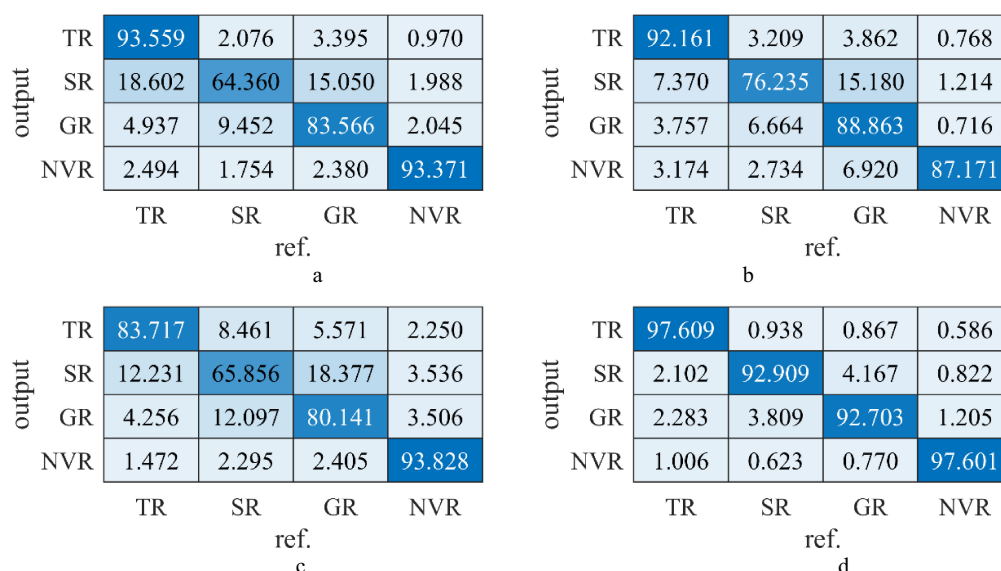 TR 93.559 2.076 3.395 0.970
SR 18.602 64.360 15.050 1.988
GR 4.937 9.452 83.566 2.045
NVR 2.494 1.754 2.380 93.371
TR SR GR NVR
output
ref.
a
TR 92.161 3.209 3.862 0.768
SR 7.370 76.235 15.180 1.214
GR 3.757 6.664 88.863 0.716
NVR 3.174 2.734 6.920 87.171
TR SR GR NVR
output
ref.
b
TR 83.717 8.461 5.571 2.250
SR 12.231 65.856 18.377 3.536
GR 4.256 12.097 80.141 3.506
NVR 1.472 2.295 2.405 93.828
TR SR GR NVR
output
ref.
c
TR 97.609 0.938 0.867 0.586
SR 2.102 92.909 4.167 0.822
GR 2.283 3.809 92.703 1.205
NVR 1.006 0.623 0.770 97.601
TR SR GR NVR
output
ref.
d